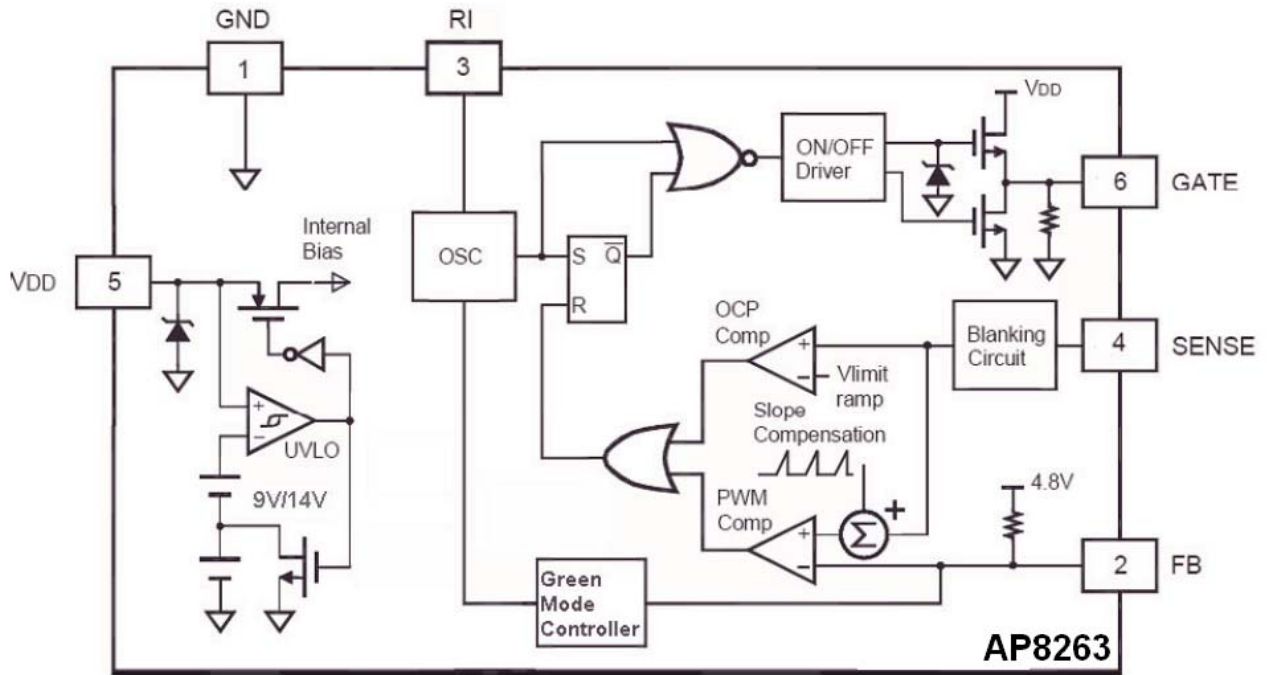 GND
RI
1
3
VDD
ON/OFF
Driver
6
GATE
Internal
Bias
OSC
S Q
R
VDD
5
OCP
Comp
Blanking
Circuit
4
SENSE
+
−
Vlimit
ramp
Slope
Compensation
+
−
UVLO
9V/14V
4.8V
PWM
Comp
+
Σ
+
−
2
FB
Green
Mode
Controller
AP8263